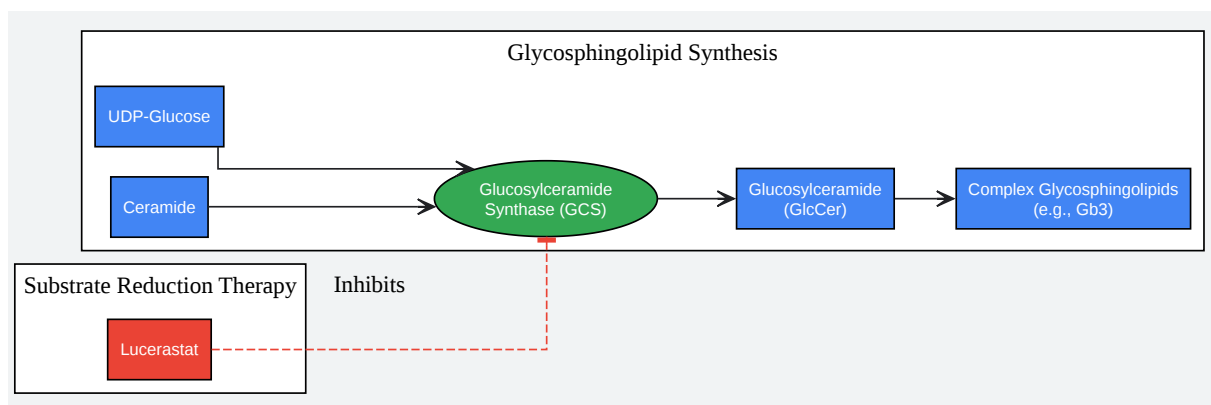 Glycosphingolipid Synthesis
UDP-Glucose
Ceramide
Glucosylceramide
Synthase (GCS)
Glucosylceramide
(GlcCer)
Complex Glycosphingolipids
(e.g., Gb3)
Substrate Reduction Therapy
Inhibits
Lucerastat